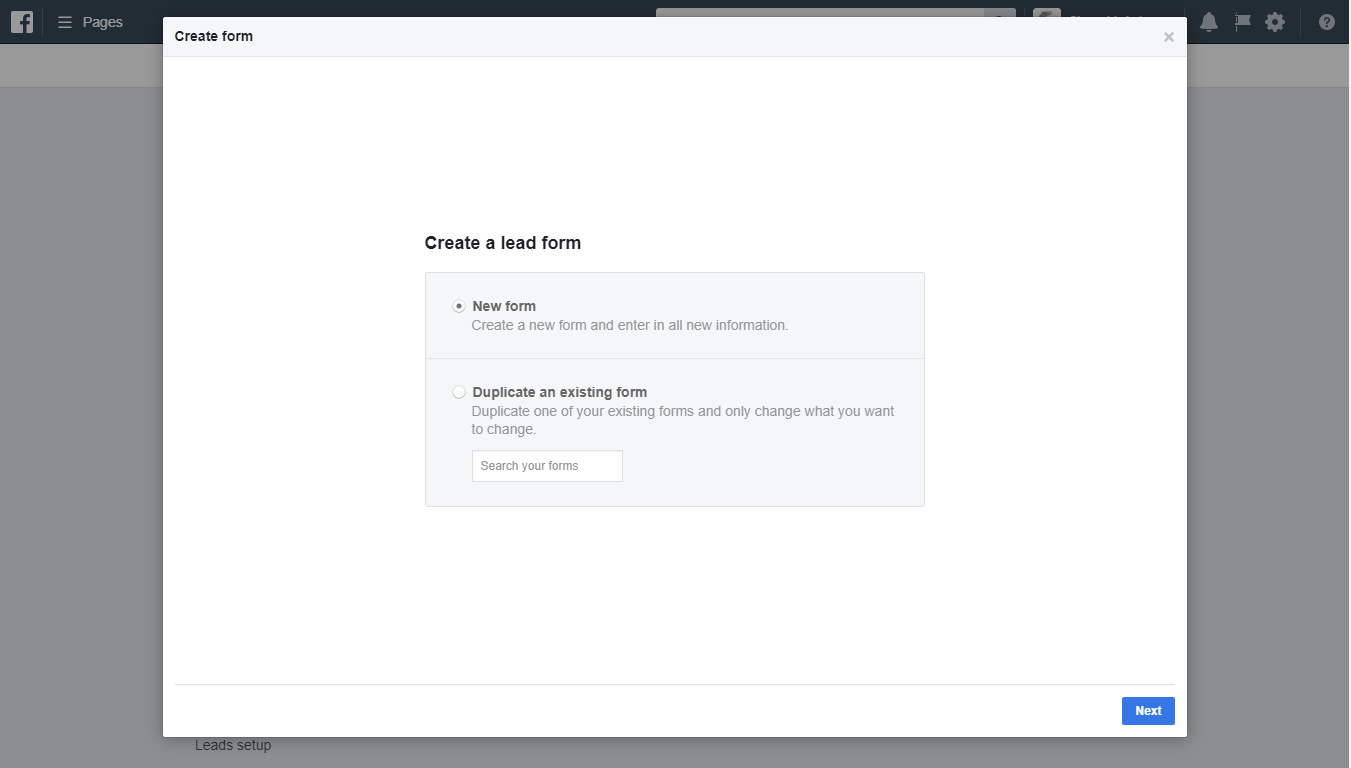 Pages
Create form
Create a lead form
New form
Create a new form and enter in all new information.
Duplicate an existing form
Duplicate one of your existing forms and only change what you want
to change.
Search your forms
Next
Leads setup